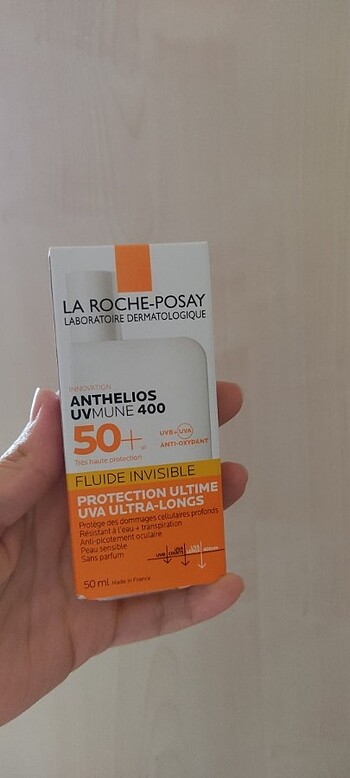 LA ROCHE-POSAY
LABORATOIRE DERMATOLOGIQUE
INNOVATION
ANTHELIOS
UVMUNE 400
50+
UVB+UVA
ANTI-OXYDANT
Très haute protection
FLUIDE INVISIBLE
PROTECTION ULTIME
UVA ULTRA-LONGS
Protège des dommages cellulaires profonds
Résistant à l'eau + transpiration
Anti-picotement oculaire
Peau sensible
Sans parfum
UVB
50 ml Made in France